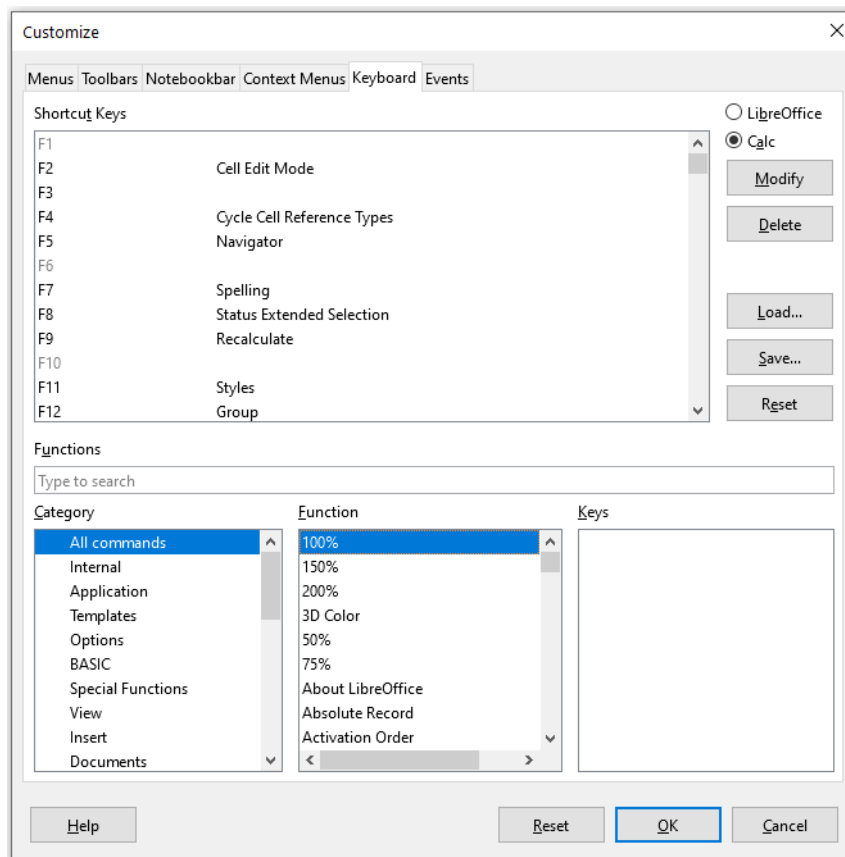 Customize
Menus Toolbars Notebookbar Context Menus Keyboard Events
Shortcut Keys
LibreOffice
Calc
F1
F2 Cell Edit Mode
F3
F4 Cycle Cell Reference Types
F5 Navigator
F6
F7 Spelling
F8 Status Extended Selection
F9 Recalculate
F10
F11 Styles
F12 Group
Modify
Delete
Load...
Save...
Reset
Functions
Type to search
Category
All commands
Internal
Application
Templates
Options
BASIC
Special Functions
View
Insert
Documents
Function
100%
150%
200%
3D Color
50%
75%
About LibreOffice
Absolute Record
Activation Order
Keys
Help Reset OK Cancel